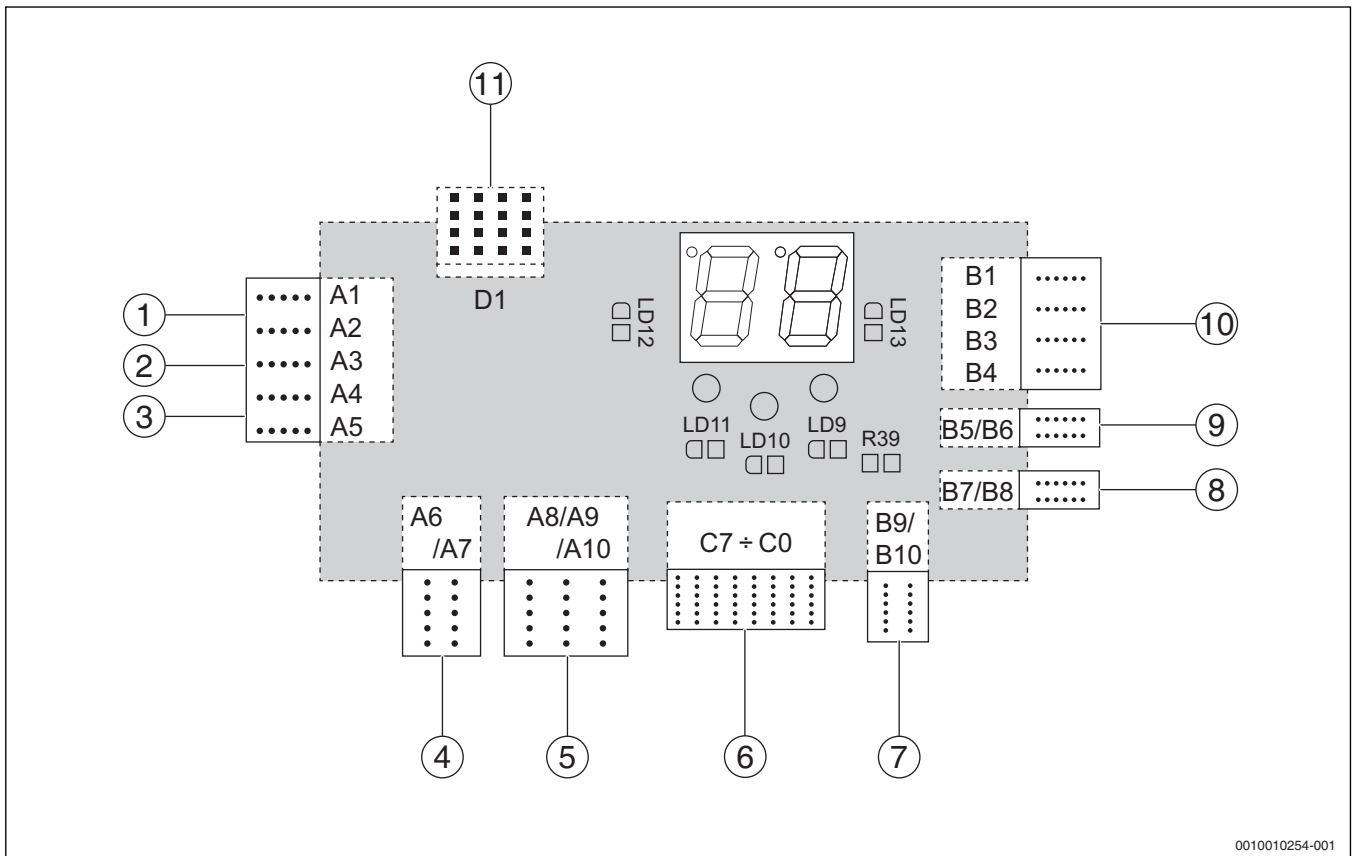 11
D1
1
2
3
A1
A2
A3
A4
A5
LD12
LD13
LD11
LD10
LD9
R39
B1
B2
B3
B4
10
B5/B6
9
B7/B8
8
A6
/A7
A8/A9
/A10
C7 ÷ C0
B9/
B10
4
5
6
7
0010010254-001